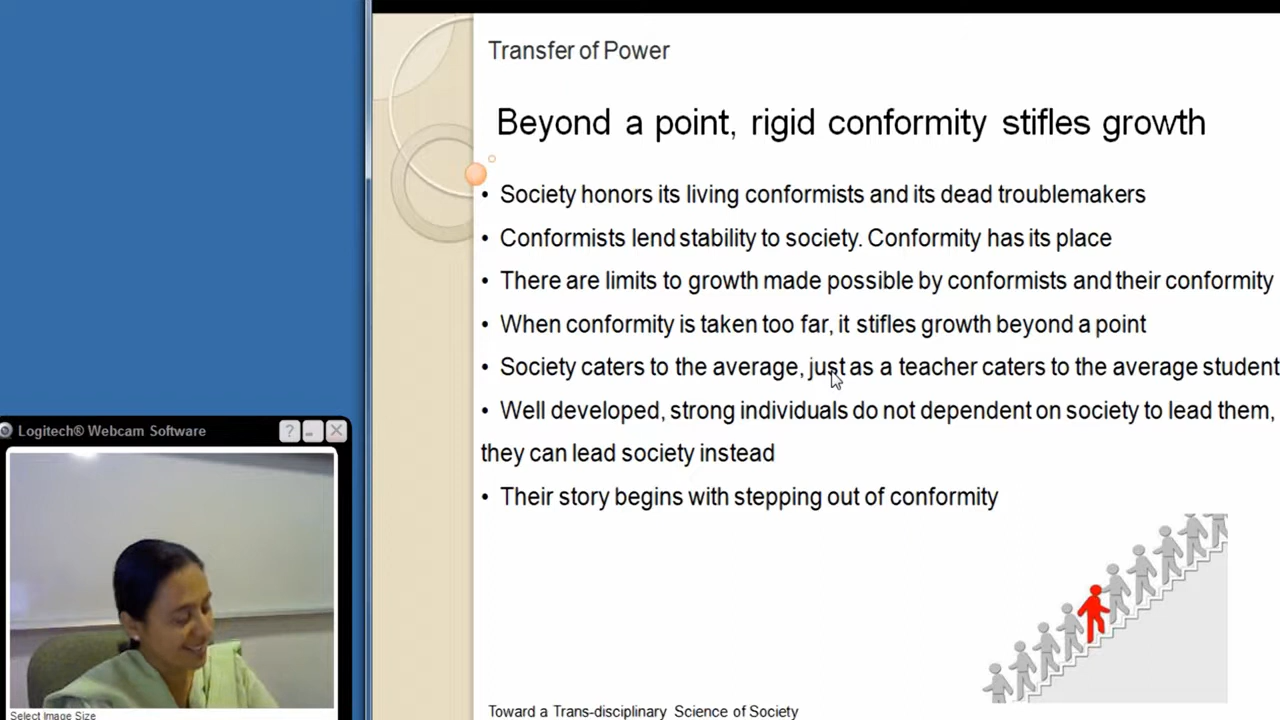 Transfer of Power
Beyond a point, rigid conformity stifles growth
• Society honors its living conformists and its dead troublemakers
• Conformists lend stability to society. Conformity has its place
• There are limits to growth made possible by conformists and their conformity
• When conformity is taken too far, it stifles growth beyond a point
• Society caters to the average, just as a teacher caters to the average student
• Well developed, strong individuals do not dependent on society to lead them,
they can lead society instead
• Their story begins with stepping out of conformity
Toward a Trans-disciplinary Science of Society
Logitech® Webcam Software
Select Image Size